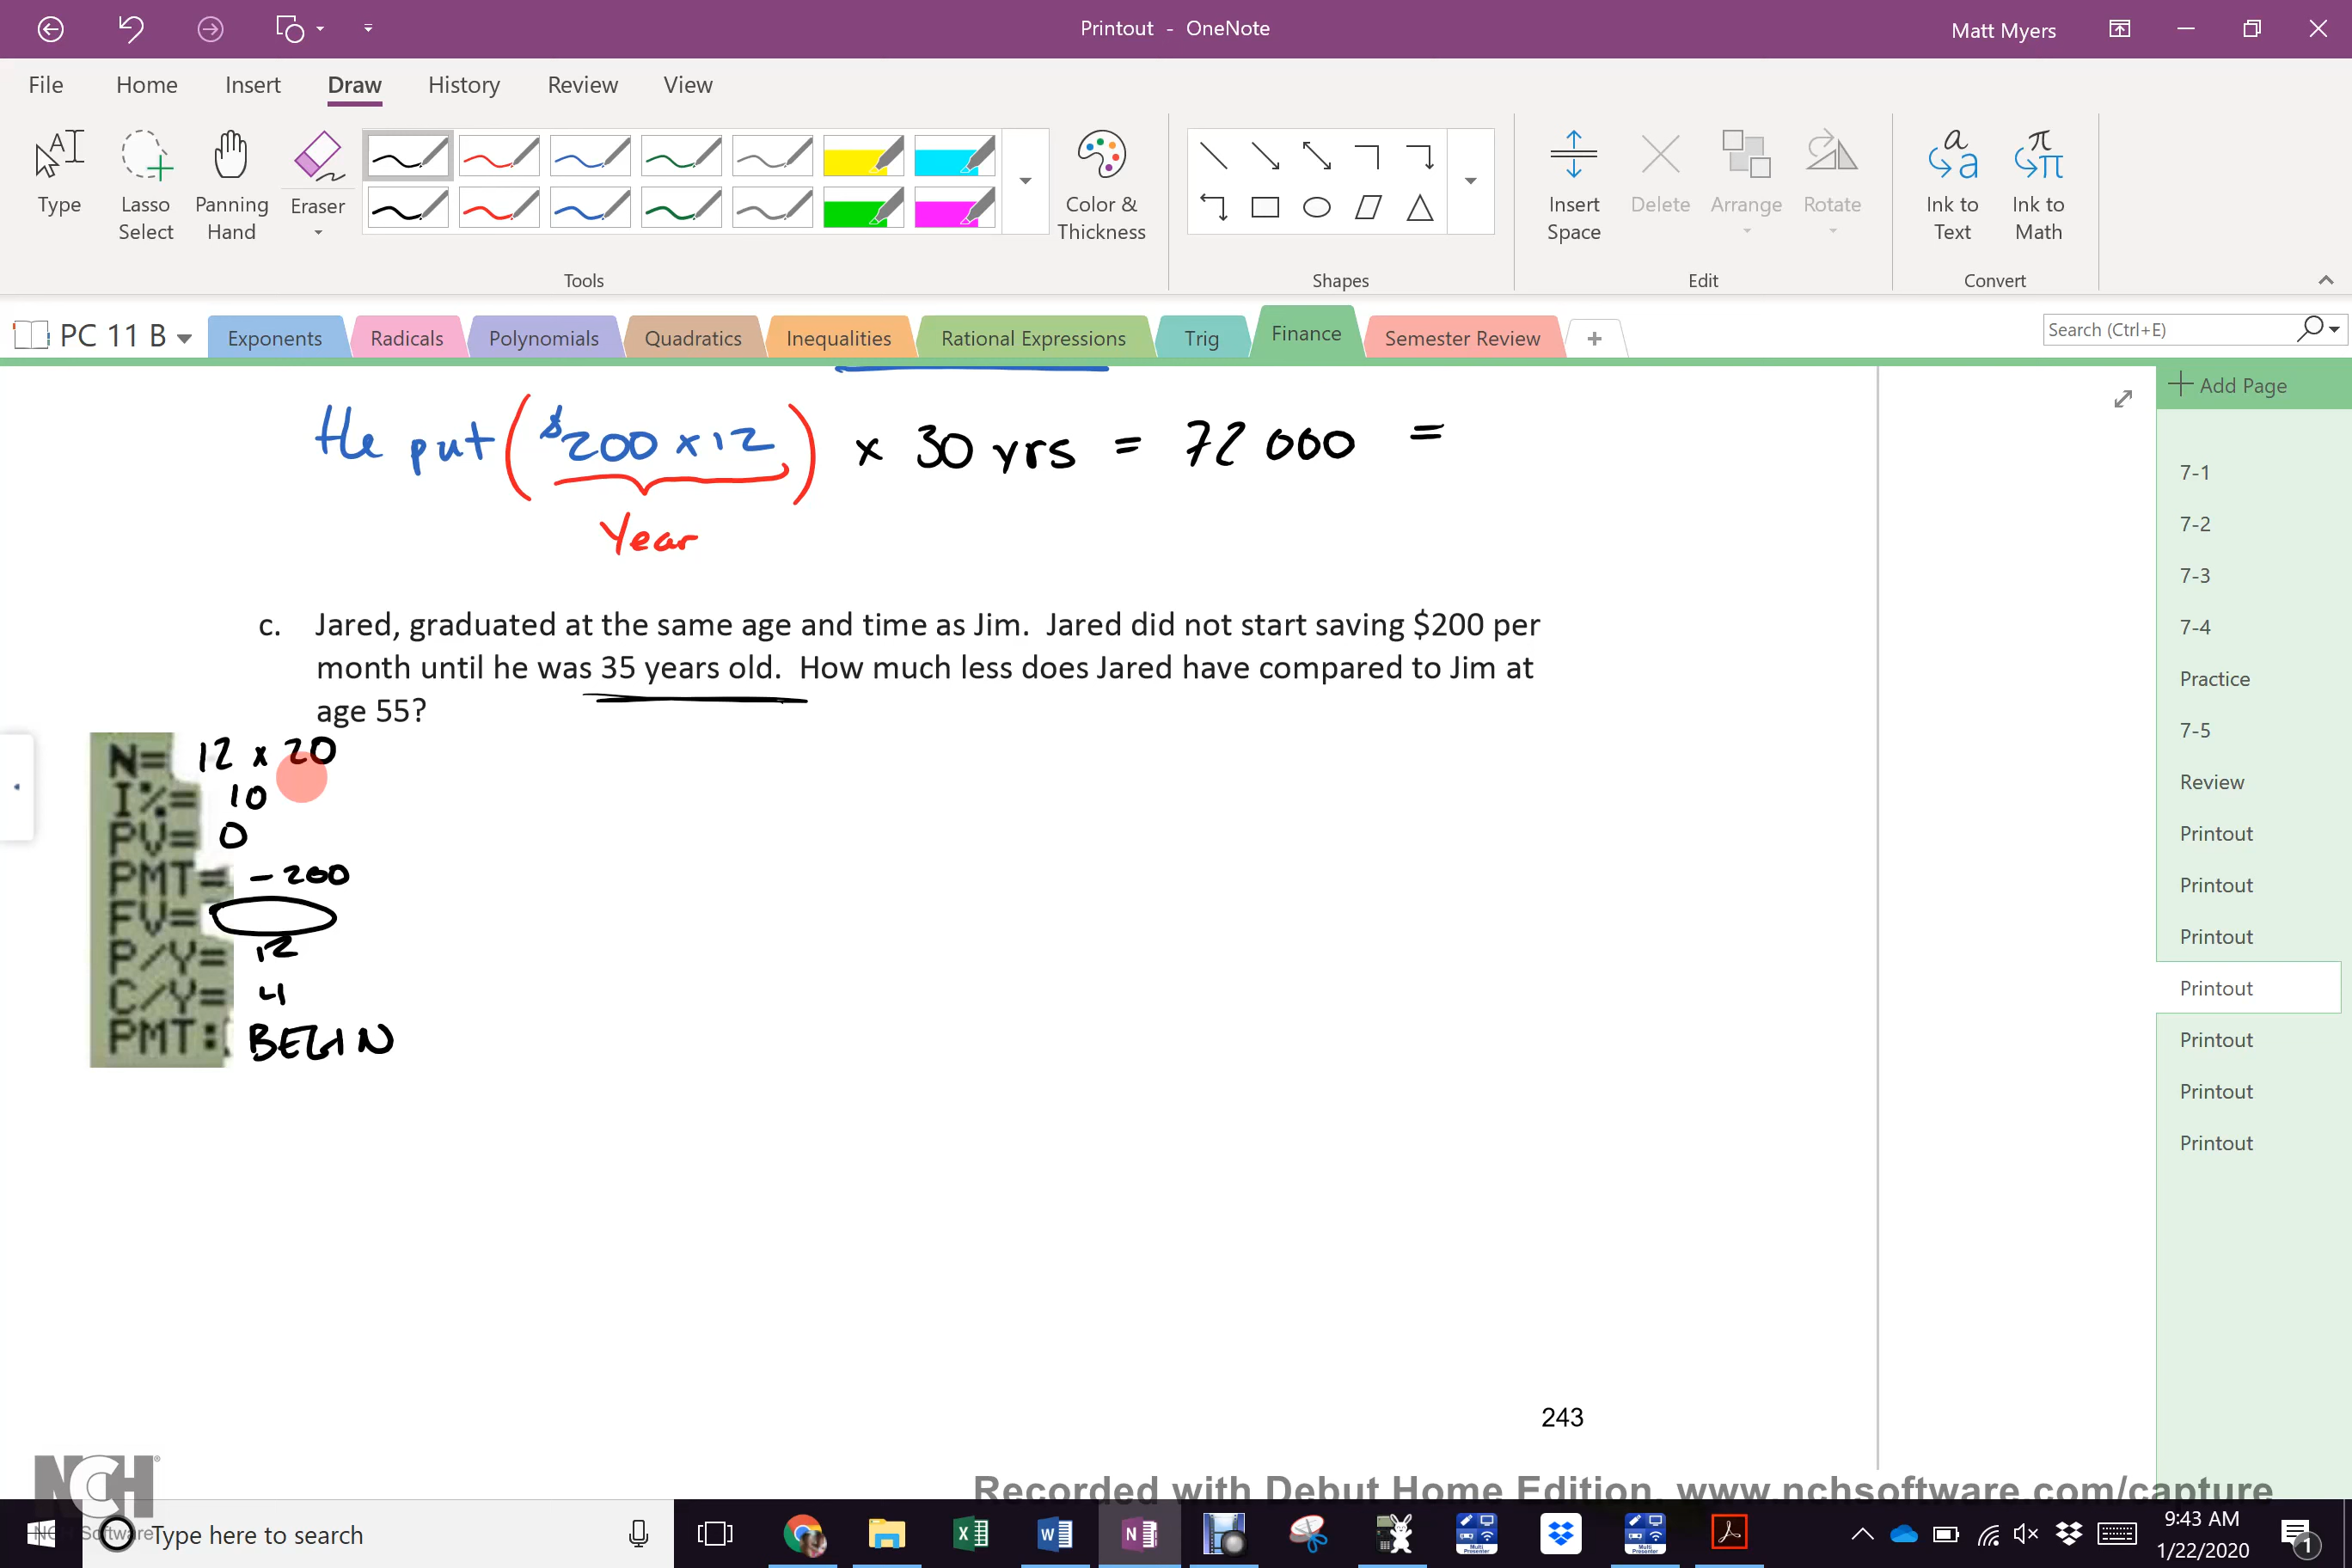 Printout - OneNote
Matt Myers
File Home Insert Draw History Review View
Type
Lasso Select
Panning Hand
Eraser
Color & Thickness
Insert Space
Delete
Arrange
Rotate
Ink to Text
Ink to Math
Tools
Shapes
Edit
Convert
PC 11 B
Exponents
Radicals
Polynomials
Quadratics
Inequalities
Rational Expressions
Trig
Finance
Semester Review
+
Search (Ctrl+E)
He put ( $200 x 12 ) x 30 yrs = 72 000 =
Year
c. Jared, graduated at the same age and time as Jim. Jared did not start saving $200 per
month until he was 35 years old. How much less does Jared have compared to Jim at
age 55?
N= 12 x 20
I%= 10
PV= 0
PMT= -200
FV=
P/Y= 12
C/Y= 4
PMT: BEGIN
243
Add Page
7-1
7-2
7-3
7-4
Practice
7-5
Review
Printout
Printout
Printout
Printout
Printout
Printout
Printout
NCH
NCH Software
Recorded with Debut Home Edition. www.nchsoftware.com/capture
Type here to search
9:43 AM
1/22/2020
1